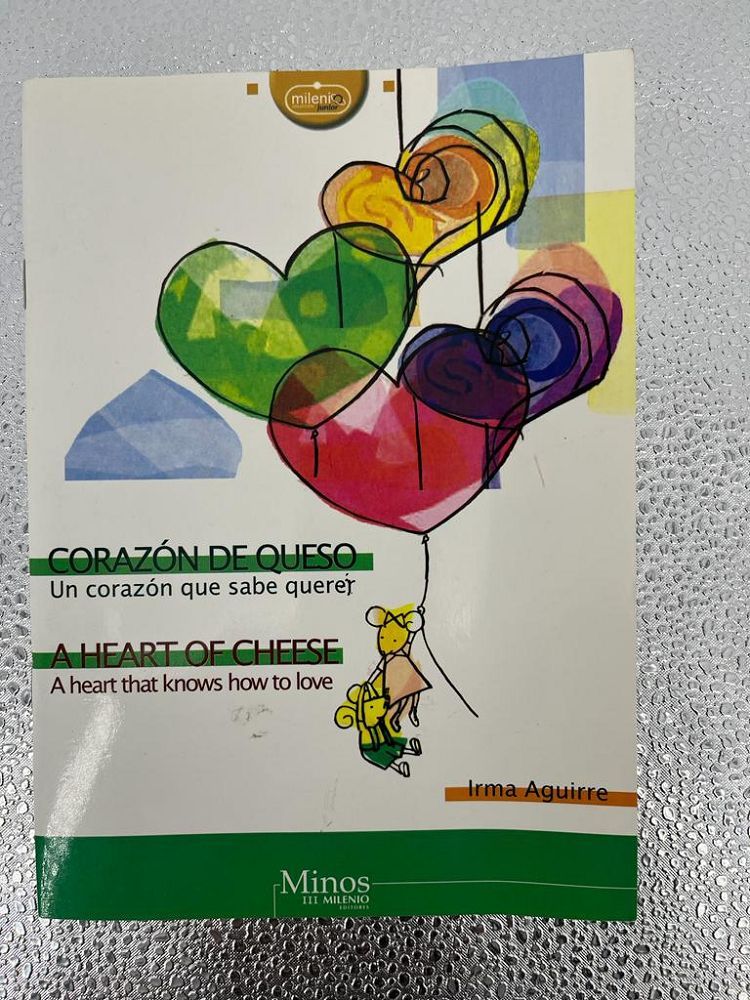 milenio
junior
CORAZÓN DE QUESO
Un corazón que sabe querer
A HEART OF CHEESE
A heart that knows how to love
Irma Aguirre
Minos
III MILENIO
EDITORES